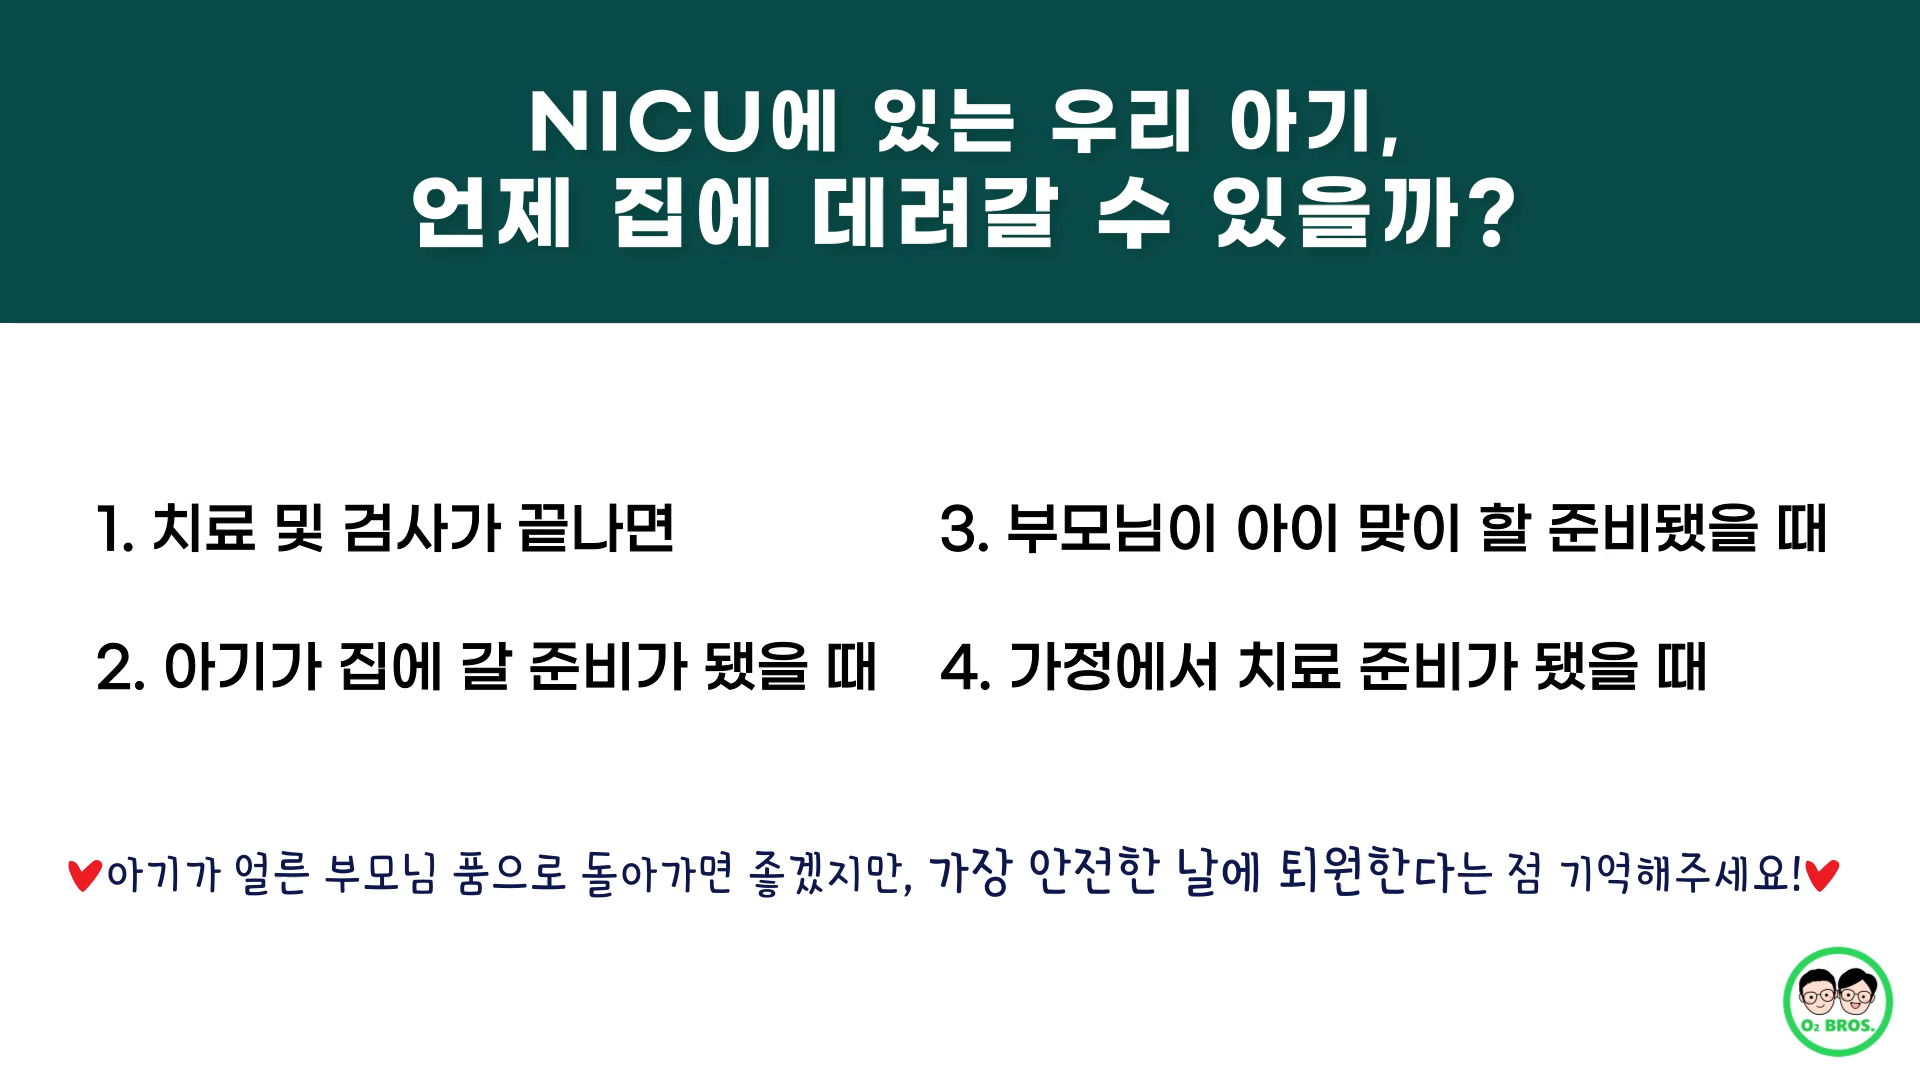 NICU에 있는 우리 아기,
언제 집에 데려갈 수 있을까?
1. 치료 및 검사가 끝나면
2. 아기가 집에 갈 준비가 됐을 때
3. 부모님이 아이 맞이 할 준비됐을 때
4. 가정에서 치료 준비가 됐을 때
아기가 얼른 부모님 품으로 돌아가면 좋겠지만, 가장 안전한 날에 퇴원한다는 점 기억해주세요!
O₂ BROS.